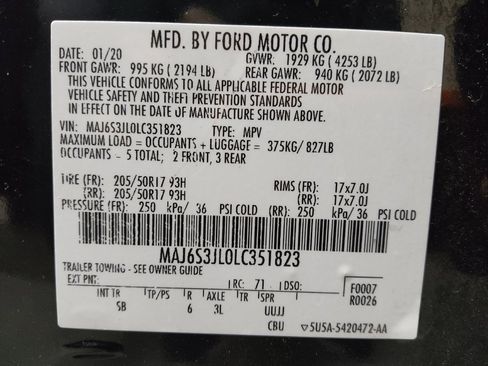 MFD. BY FORD MOTOR CO.
DATE: 01/20 GVWR: 1929 KG ( 4253 LB)
FRONT GAWR: 995 KG ( 2194 LB) REAR GAWR: 940 KG ( 2072 LB)
THIS VEHICLE CONFORMS TO ALL APPLICABLE FEDERAL MOTOR
VEHICLE SAFETY AND THEFT PREVENTION STANDARDS
IN EFFECT ON THE DATE OF MANUFACTURE SHOWN ABOVE.
VIN: MAJ6S3JL0LC351823 TYPE: MPV
MAXIMUM LOAD = OCCUPANTS + LUGGAGE = 375KG/ 827LB
OCCUPANTS - 5 TOTAL; 2 FRONT, 3 REAR
TIRE (FR): 205/50R17 93H RIMS (FR): 17x7.0J
(RR): 205/50R17 93H (RR): 17x7.0J
PRESSURE (FR): 250 kPa/ 36 PSI COLD (RR): 250 kPa/ 36 PSI COLD
MAJ6S3JL0LC351823
TRAILER TOWING - SEE OWNER GUIDE
EXT PNT: RC: 71 DSO: F0007
R0026
INT TR TP/PS R AXLE TR SPR
SB 6 3L UUJJ
CBU 5U5A-5420472-AA